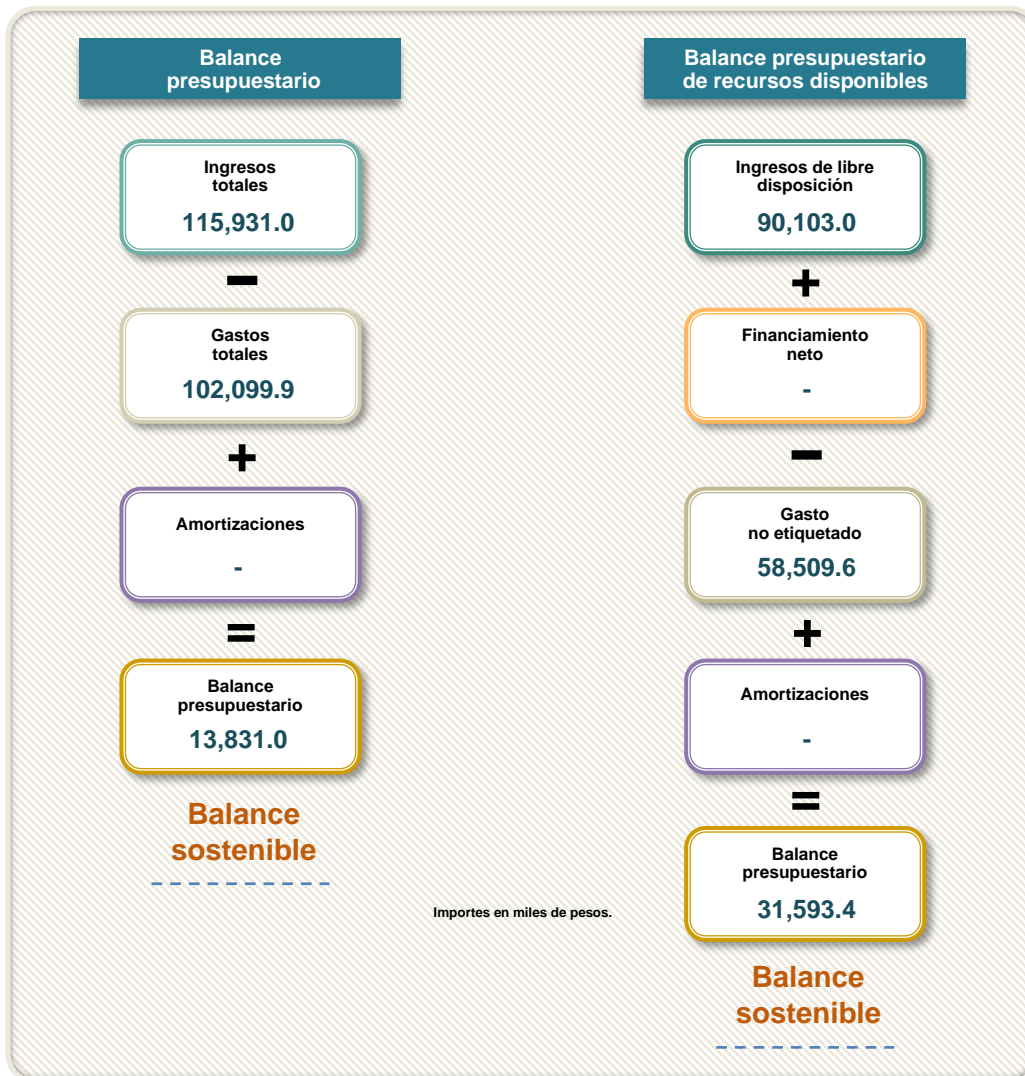 Balance
presupuestario
Ingresos
totales
115,931.0
−
Gastos
totales
102,099.9
+
Amortizaciones
-
=
Balance
presupuestario
13,831.0
Balance
sostenible
Balance presupuestario
de recursos disponibles
Ingresos de libre
disposición
90,103.0
+
Financiamiento
neto
-
−
Gasto
no etiquetado
58,509.6
+
Amortizaciones
-
=
Balance
presupuestario
31,593.4
Balance
sostenible
Importes en miles de pesos.